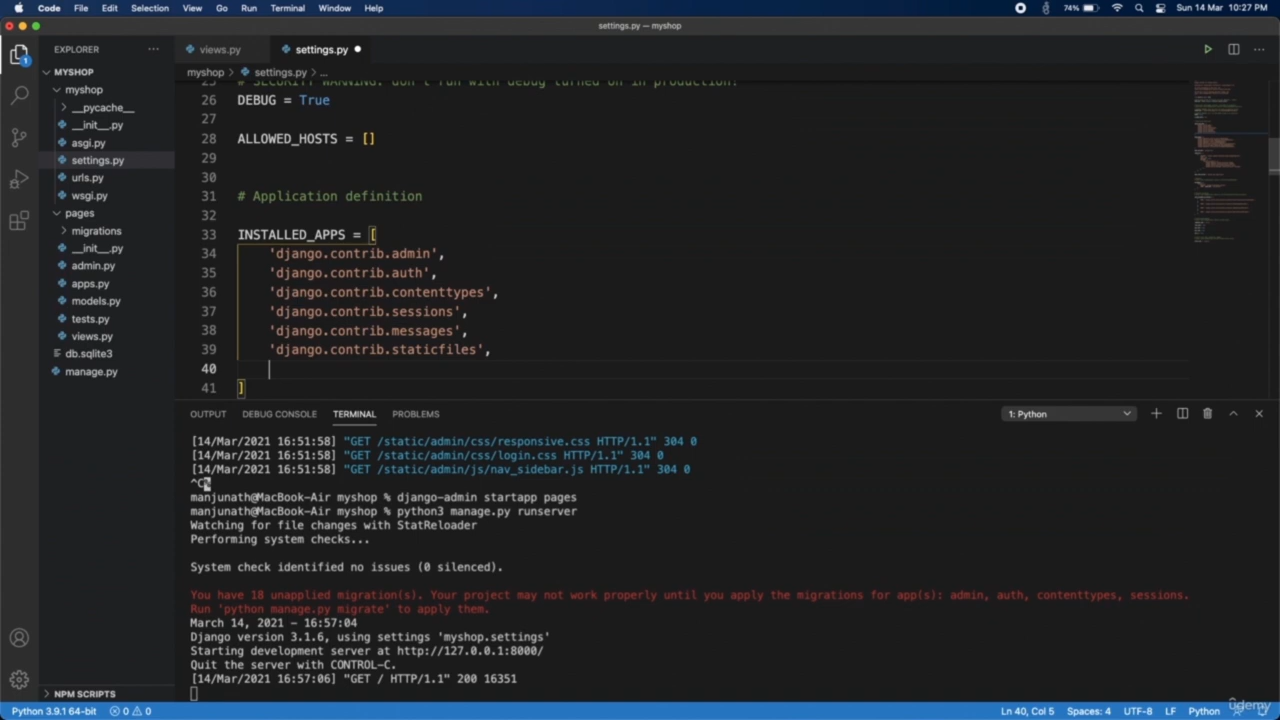 Code File Edit Selection View Go Run Terminal Window Help 74% Sun 14 Mar 10:27 PM
settings.py — myshop
EXPLORER ...
views.py
settings.py
MYSHOP
myshop
__pycache__
__init__.py
asgi.py
settings.py
urls.py
wsgi.py
pages
migrations
__init__.py
admin.py
apps.py
models.py
tests.py
views.py
db.sqlite3
manage.py
NPM SCRIPTS
1
myshop > settings.py > ...
25 # SECURITY WARNING: don't run with debug turned on in production!
26 DEBUG = True
27
28 ALLOWED_HOSTS = []
29
30
31 # Application definition
32
33 INSTALLED_APPS = [
34 'django.contrib.admin',
35 'django.contrib.auth',
36 'django.contrib.contenttypes',
37 'django.contrib.sessions',
38 'django.contrib.messages',
39 'django.contrib.staticfiles',
40
41 ]
OUTPUT DEBUG CONSOLE TERMINAL PROBLEMS 1: Python
[14/Mar/2021 16:51:58] "GET /static/admin/css/responsive.css HTTP/1.1" 304 0
[14/Mar/2021 16:51:58] "GET /static/admin/css/login.css HTTP/1.1" 304 0
[14/Mar/2021 16:51:58] "GET /static/admin/js/nav_sidebar.js HTTP/1.1" 304 0
^C%
manjunath@MacBook-Air myshop % django-admin startapp pages
manjunath@MacBook-Air myshop % python3 manage.py runserver
Watching for file changes with StatReloader
Performing system checks...
System check identified no issues (0 silenced).
You have 18 unapplied migration(s). Your project may not work properly until you apply the migrations for app(s): admin, auth, contenttypes, sessions.
Run 'python manage.py migrate' to apply them.
March 14, 2021 - 16:57:04
Django version 3.1.6, using settings 'myshop.settings'
Starting development server at http://127.0.0.1:8000/
Quit the server with CONTROL-C.
[14/Mar/2021 16:57:06] "GET / HTTP/1.1" 200 16351
Python 3.9.1 64-bit 0 0 Ln 40, Col 5 Spaces: 4 UTF-8 LF Python
udemy